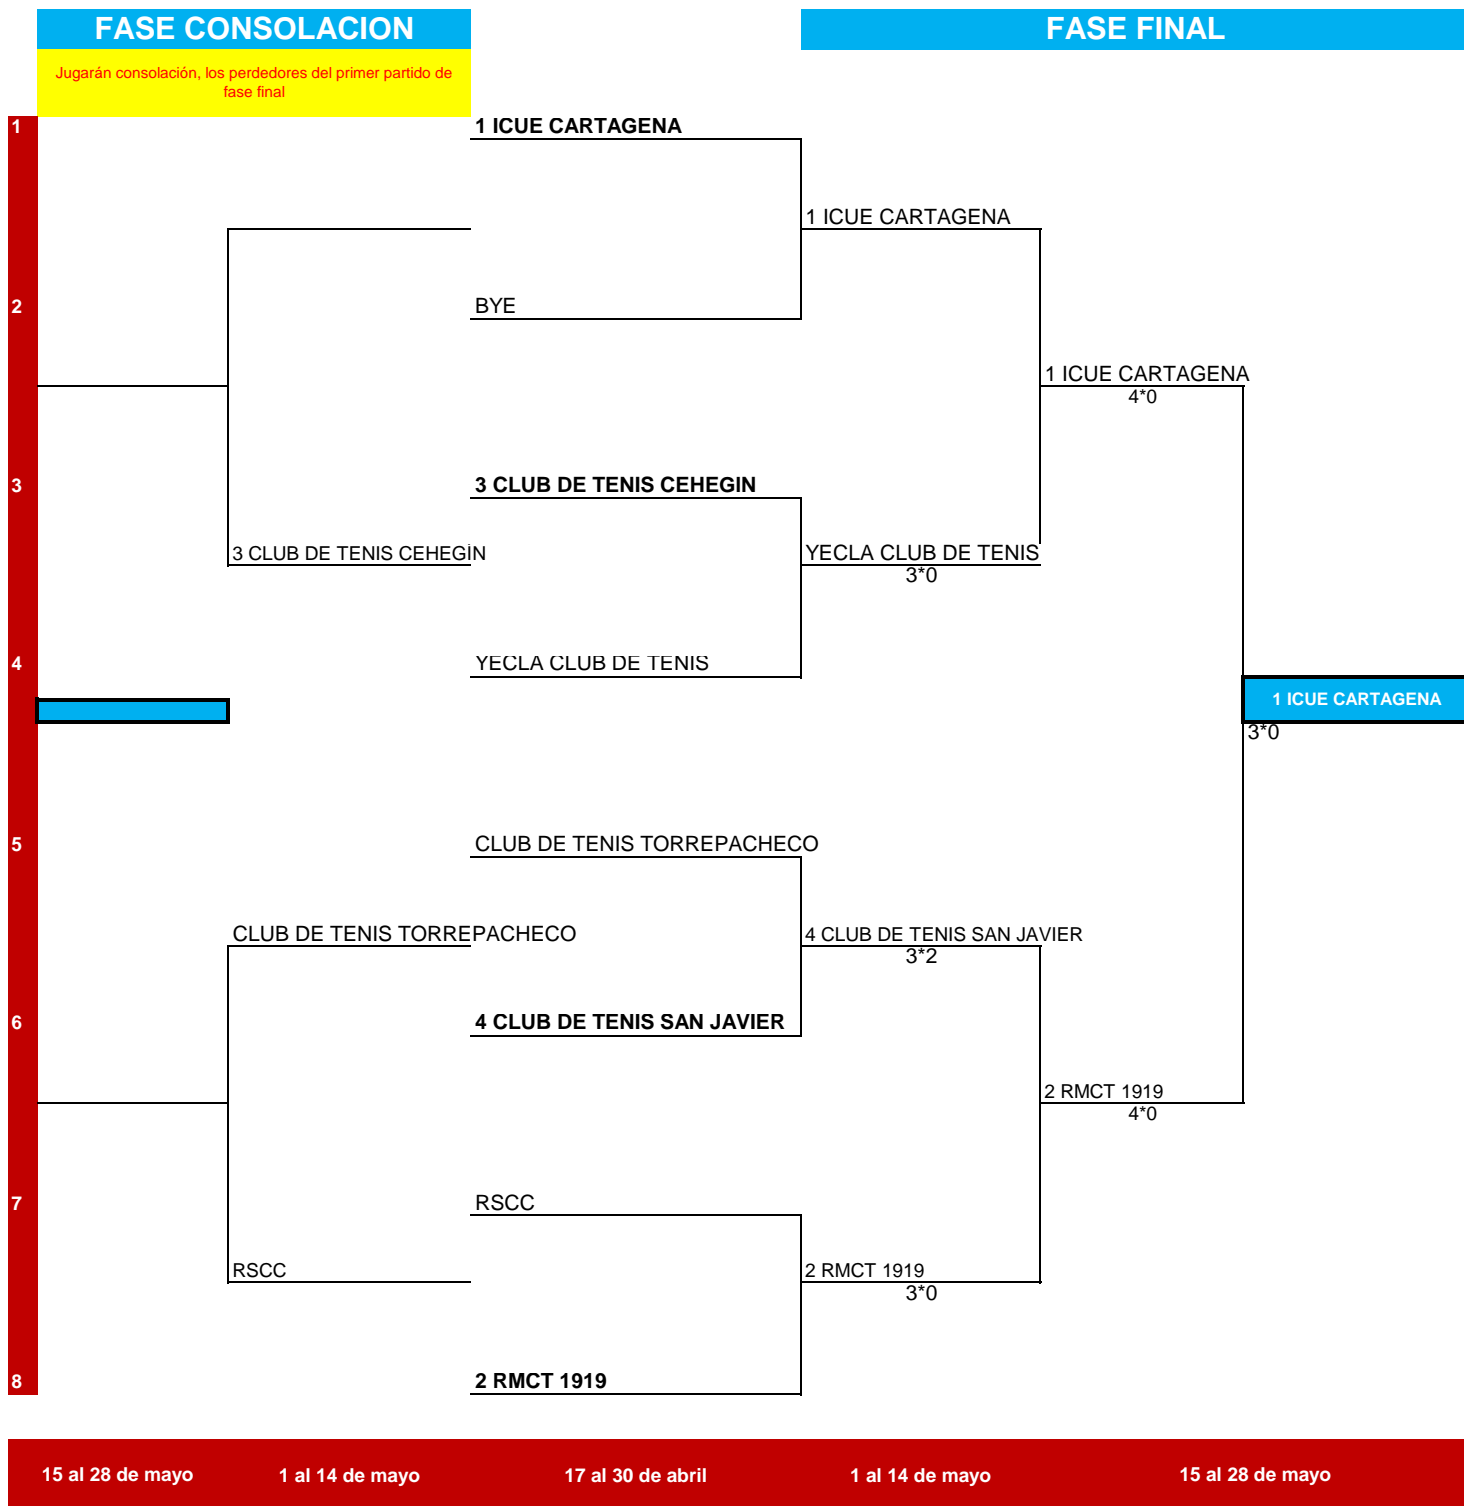 FASE CONSOLACION
FASE FINAL
Jugarán consolación, los perdedores del primer partido de
fase final
1
1 ICUE CARTAGENA
1 ICUE CARTAGENA
2
BYE
1 ICUE CARTAGENA
4*0
3
3 CLUB DE TENIS CEHEGIN
3 CLUB DE TENIS CEHEGIN
YECLA CLUB DE TENIS
3*0
4
YECLA CLUB DE TENIS
1 ICUE CARTAGENA
3*0
5
CLUB DE TENIS TORREPACHECO
CLUB DE TENIS TORREPACHECO
4 CLUB DE TENIS SAN JAVIER
3*2
6
4 CLUB DE TENIS SAN JAVIER
2 RMCT 1919
4*0
7
RSCC
RSCC
2 RMCT 1919
3*0
8
2 RMCT 1919
15 al 28 de mayo
1 al 14 de mayo
17 al 30 de abril
1 al 14 de mayo
15 al 28 de mayo